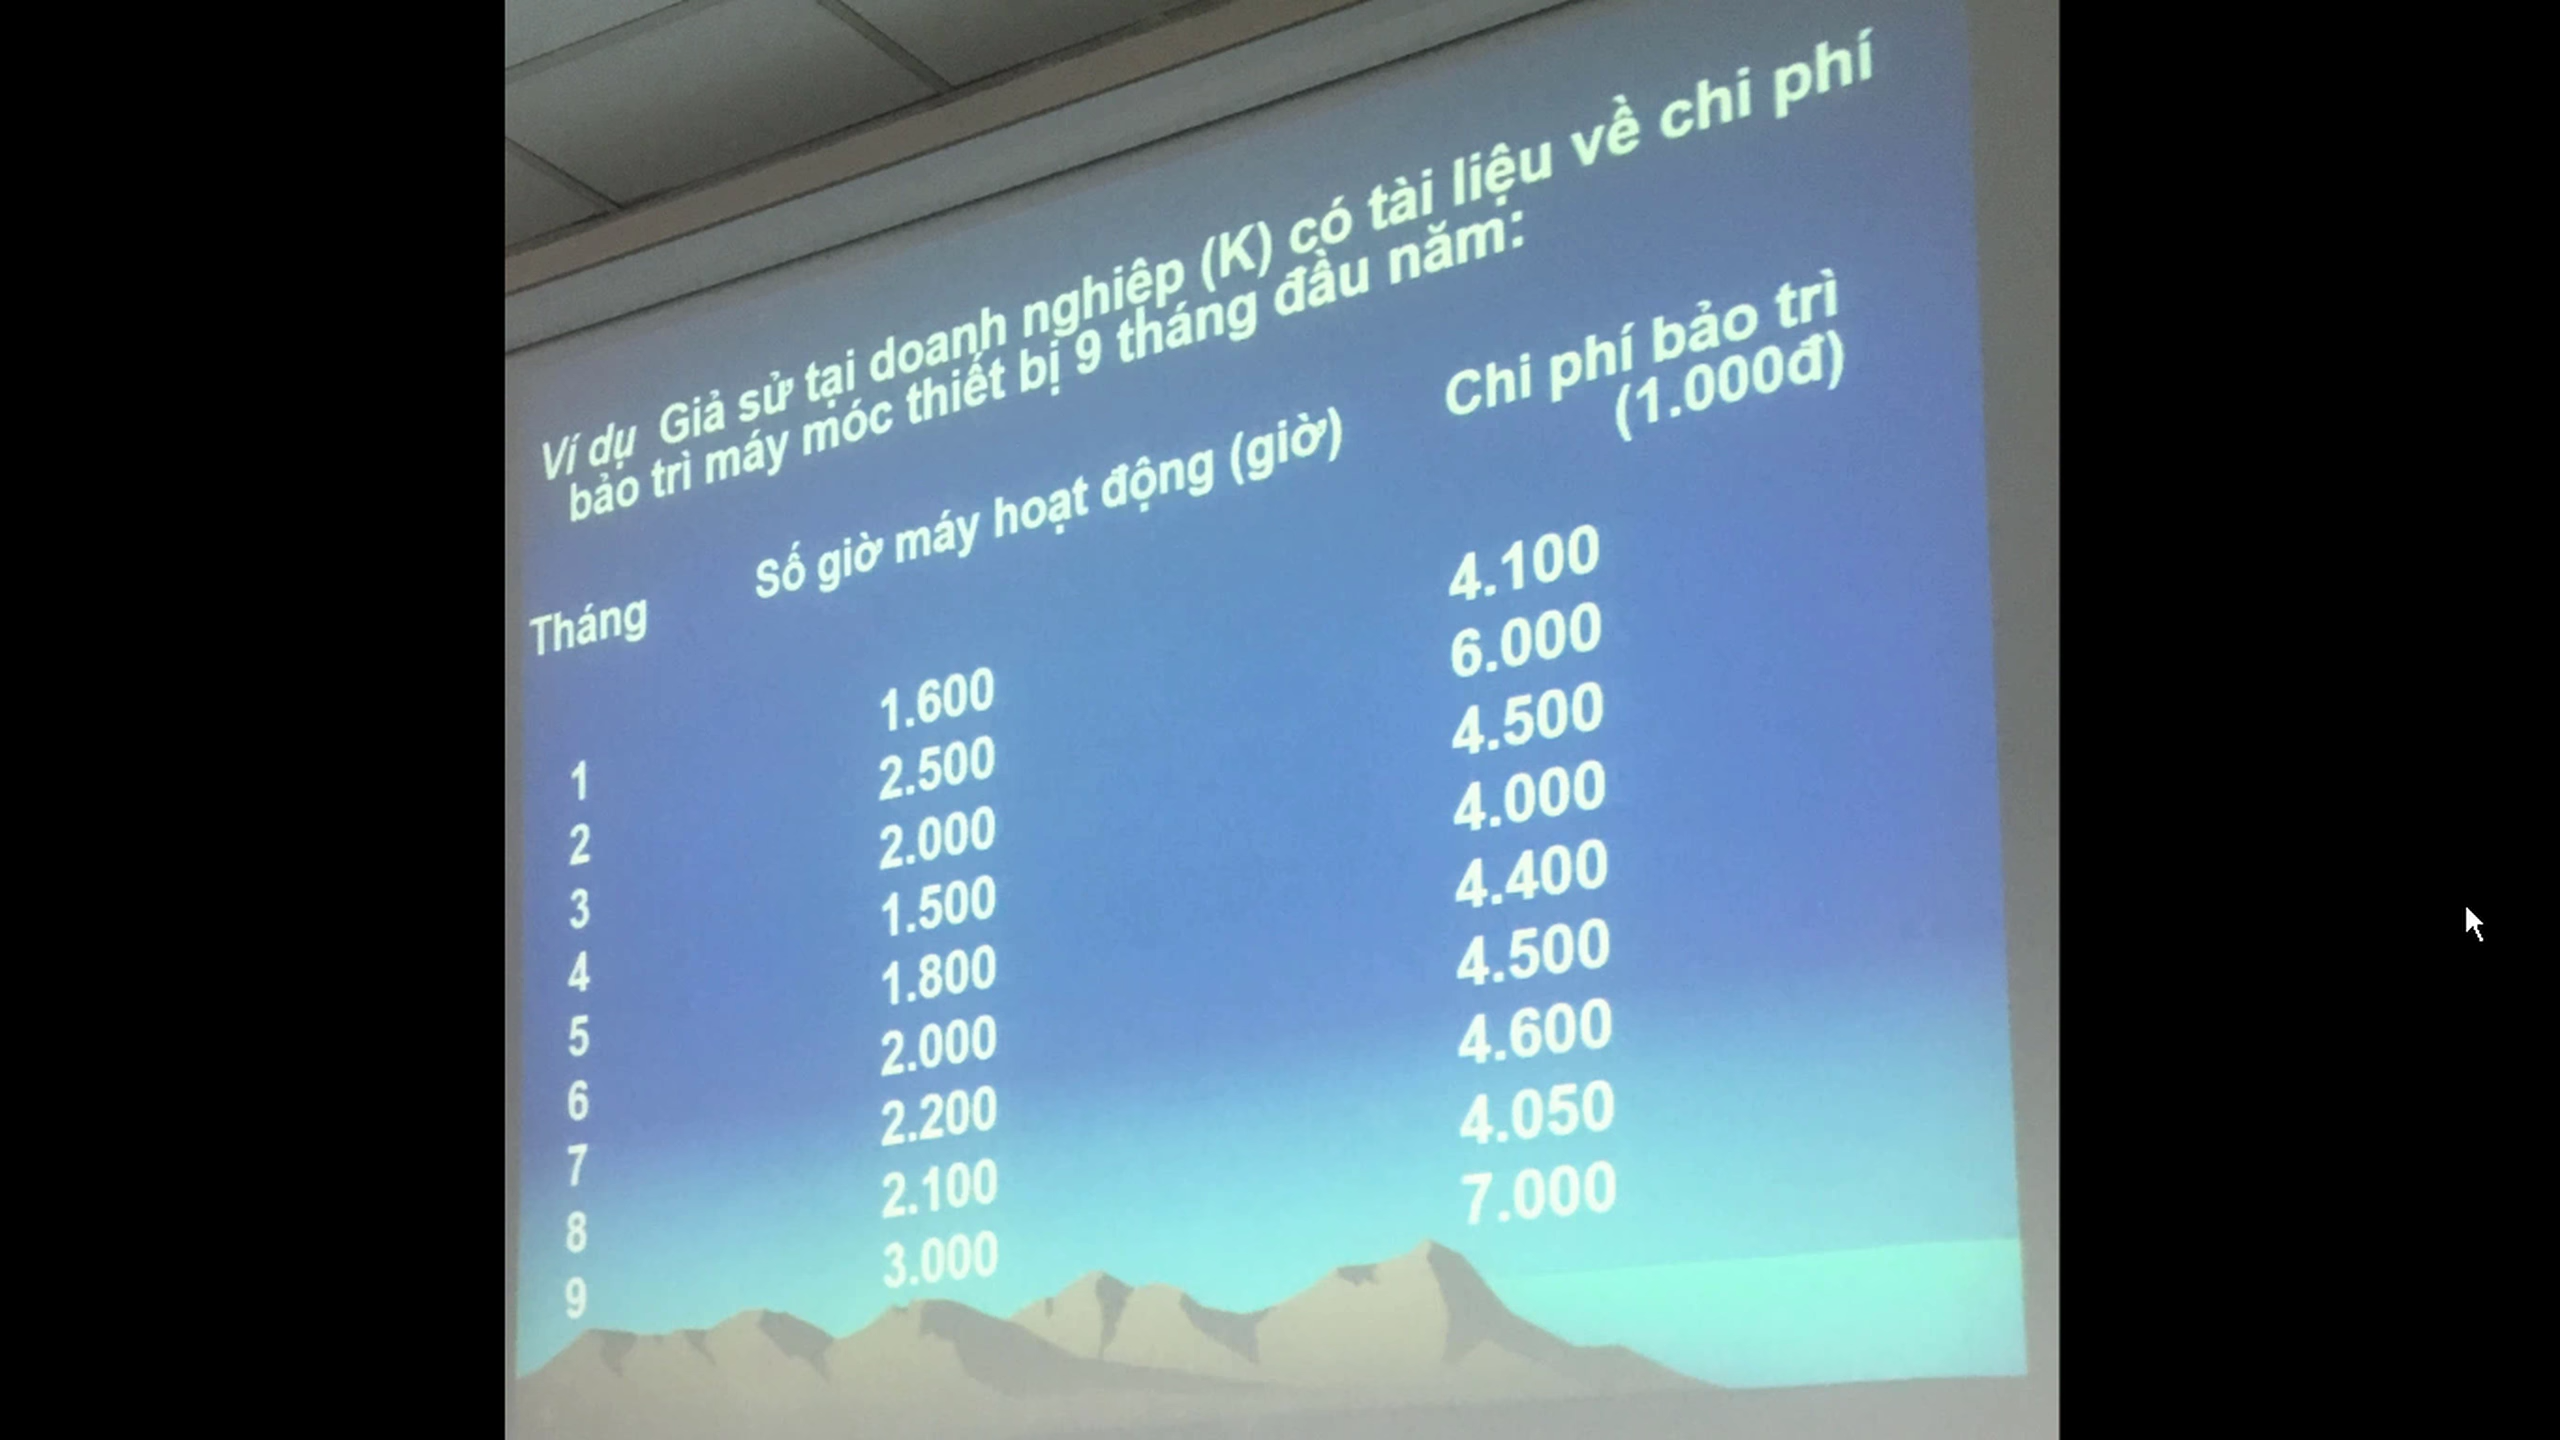 Ví dụ Giả sử tại doanh nghiệp (K) có tài liệu về chi phí
bảo trì máy móc thiết bị 9 tháng đầu năm:
Tháng Số giờ máy hoạt động (giờ) Chi phí bảo trì
(1.000đ)
1 1.600 4.100
2 2.500 6.000
3 2.000 4.500
4 1.500 4.000
5 1.800 4.400
6 2.000 4.500
7 2.200 4.600
8 2.100 4.050
9 3.000 7.000